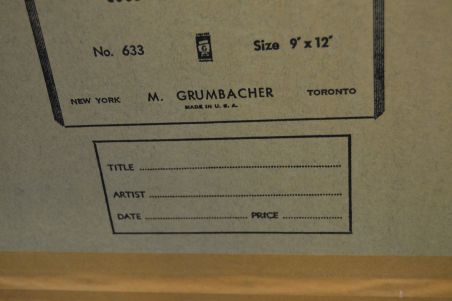 No. 633 Size 9" x 12"
NEW YORK M. GRUMBACHER TORONTO
MADE IN U. S. A.
TITLE
ARTIST
DATE PRICE